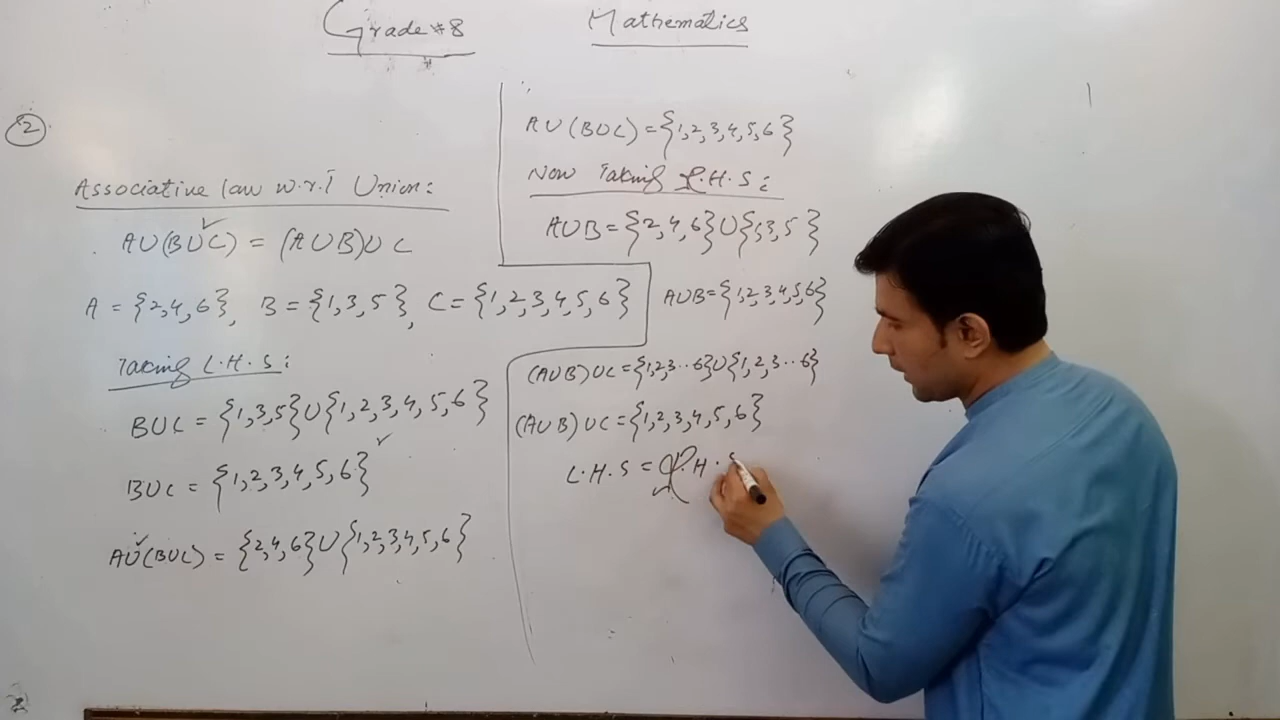 Grade #8 Mathematics
2
Associative law w.r.t Union:
A∪(B∪C) = (A∪B)∪C
A = {2,4,6}, B = {1,3,5}, C = {1,2,3,4,5,6}
Taking L.H.S:
B∪C = {1,3,5}∪{1,2,3,4,5,6}
B∪C = {1,2,3,4,5,6}
A∪(B∪C) = {2,4,6}∪{1,2,3,4,5,6}
A∪(B∪C) = {1,2,3,4,5,6}
Now Taking R.H.S:
A∪B = {2,4,6}∪{1,3,5}
A∪B = {1,2,3,4,5,6}
(A∪B)∪C = {1,2,3..6}∪{1,2,3..6}
(A∪B)∪C = {1,2,3,4,5,6}
L.H.S = R.H.S